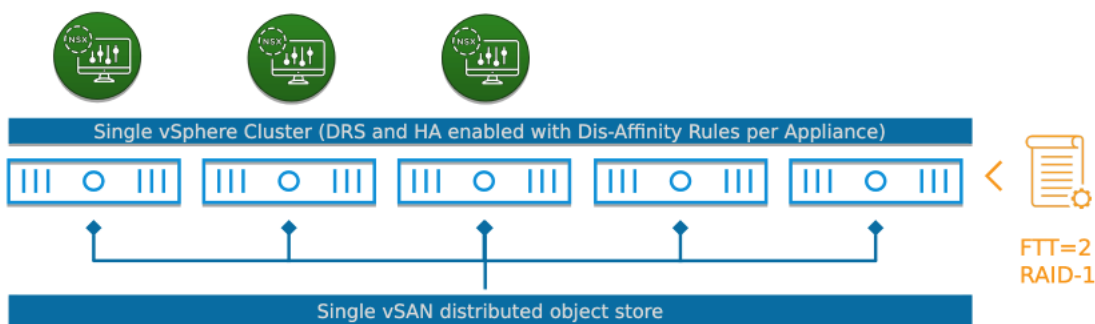 NSX
NSX
NSX
Single vSphere Cluster (DRS and HA enabled with Dis-Affinity Rules per Appliance)
FTT=2
RAID-1
Single vSAN distributed object store